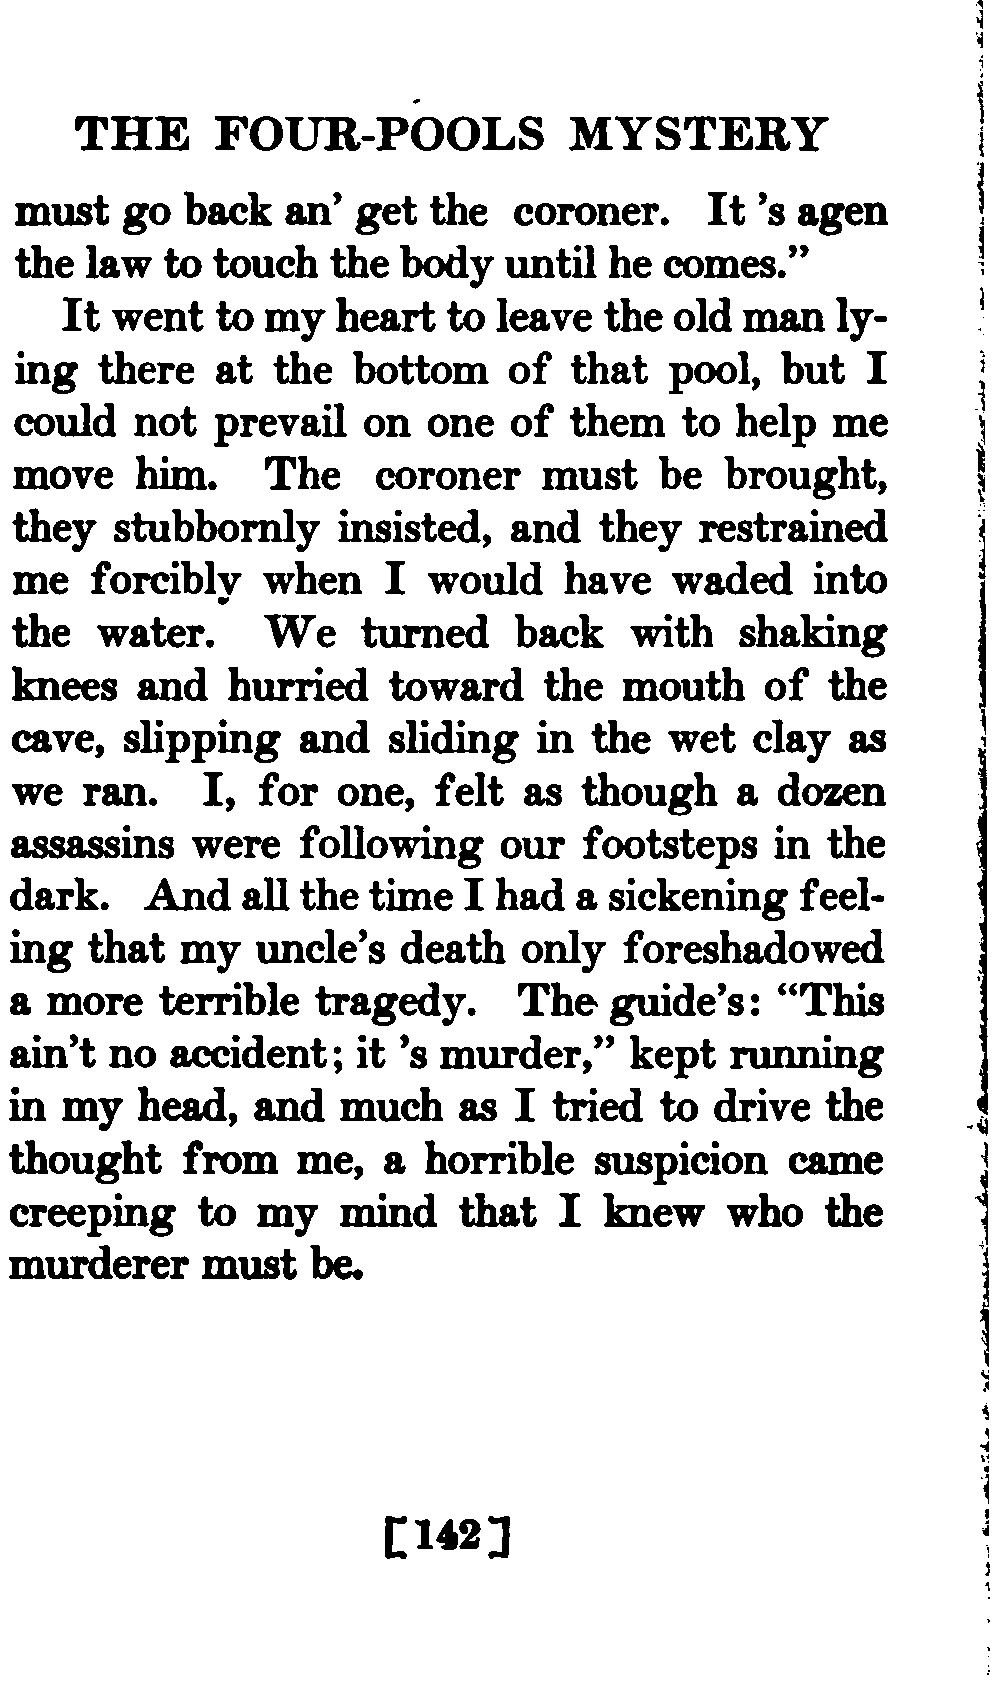 THE FOUR-POOLS MYSTERY
must go back an' get the coroner. It 's agen
the law to touch the body until he comes."
It went to my heart to leave the old man ly-
ing there at the bottom of that pool, but I
could not prevail on one of them to help me
move him. The coroner must be brought,
they stubbornly insisted, and they restrained
me forcibly when I would have waded into
the water. We turned back with shaking
knees and hurried toward the mouth of the
cave, slipping and sliding in the wet clay as
we ran. I, for one, felt as though a dozen
assassins were following our footsteps in the
dark. And all the time I had a sickening feel-
ing that my uncle's death only foreshadowed
a more terrible tragedy. The guide's: "This
ain't no accident; it 's murder," kept running
in my head, and much as I tried to drive the
thought from me, a horrible suspicion came
creeping to my mind that I knew who the
murderer must be.
[142]